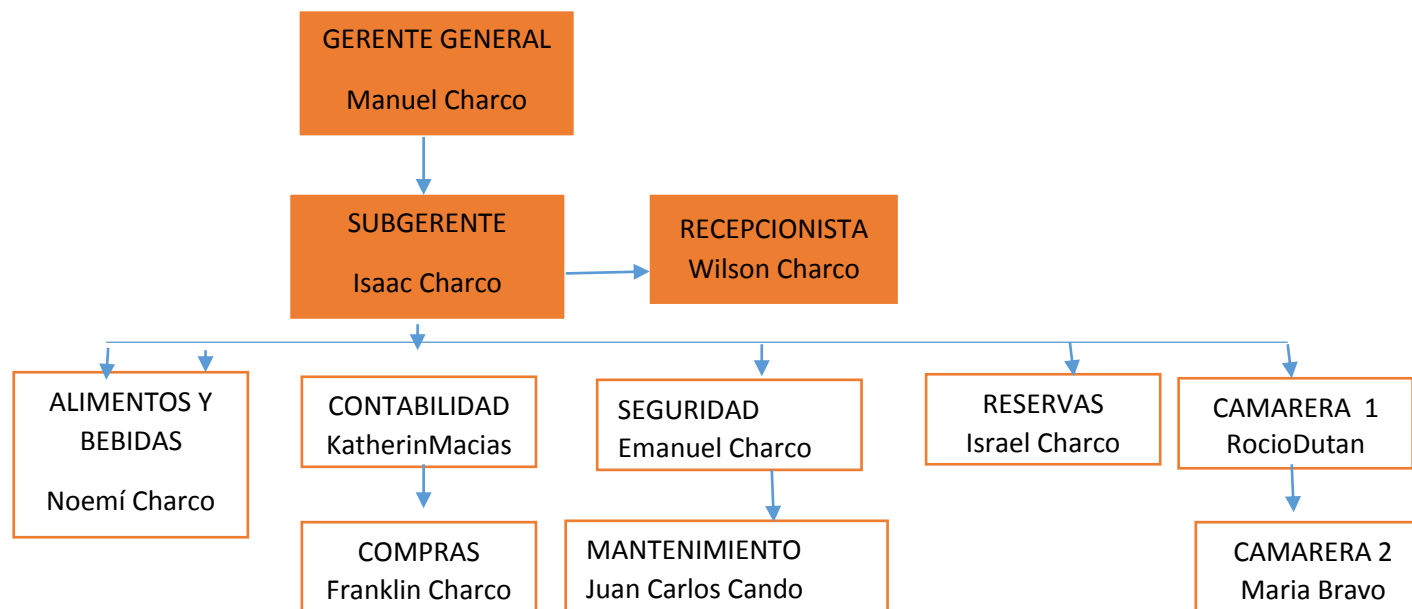 GERENTE GENERAL
Manuel Charco
SUBGERENTE
Isaac Charco
RECEPCIONISTA
Wilson Charco
ALIMENTOS Y
BEBIDAS
Noemí Charco
CONTABILIDAD
KatherinMacias
SEGURIDAD
Emanuel Charco
RESERVAS
Israel Charco
CAMARERA  1
RocioDutan
COMPRAS
Franklin Charco
MANTENIMIENTO
Juan Carlos Cando
CAMARERA 2
Maria Bravo